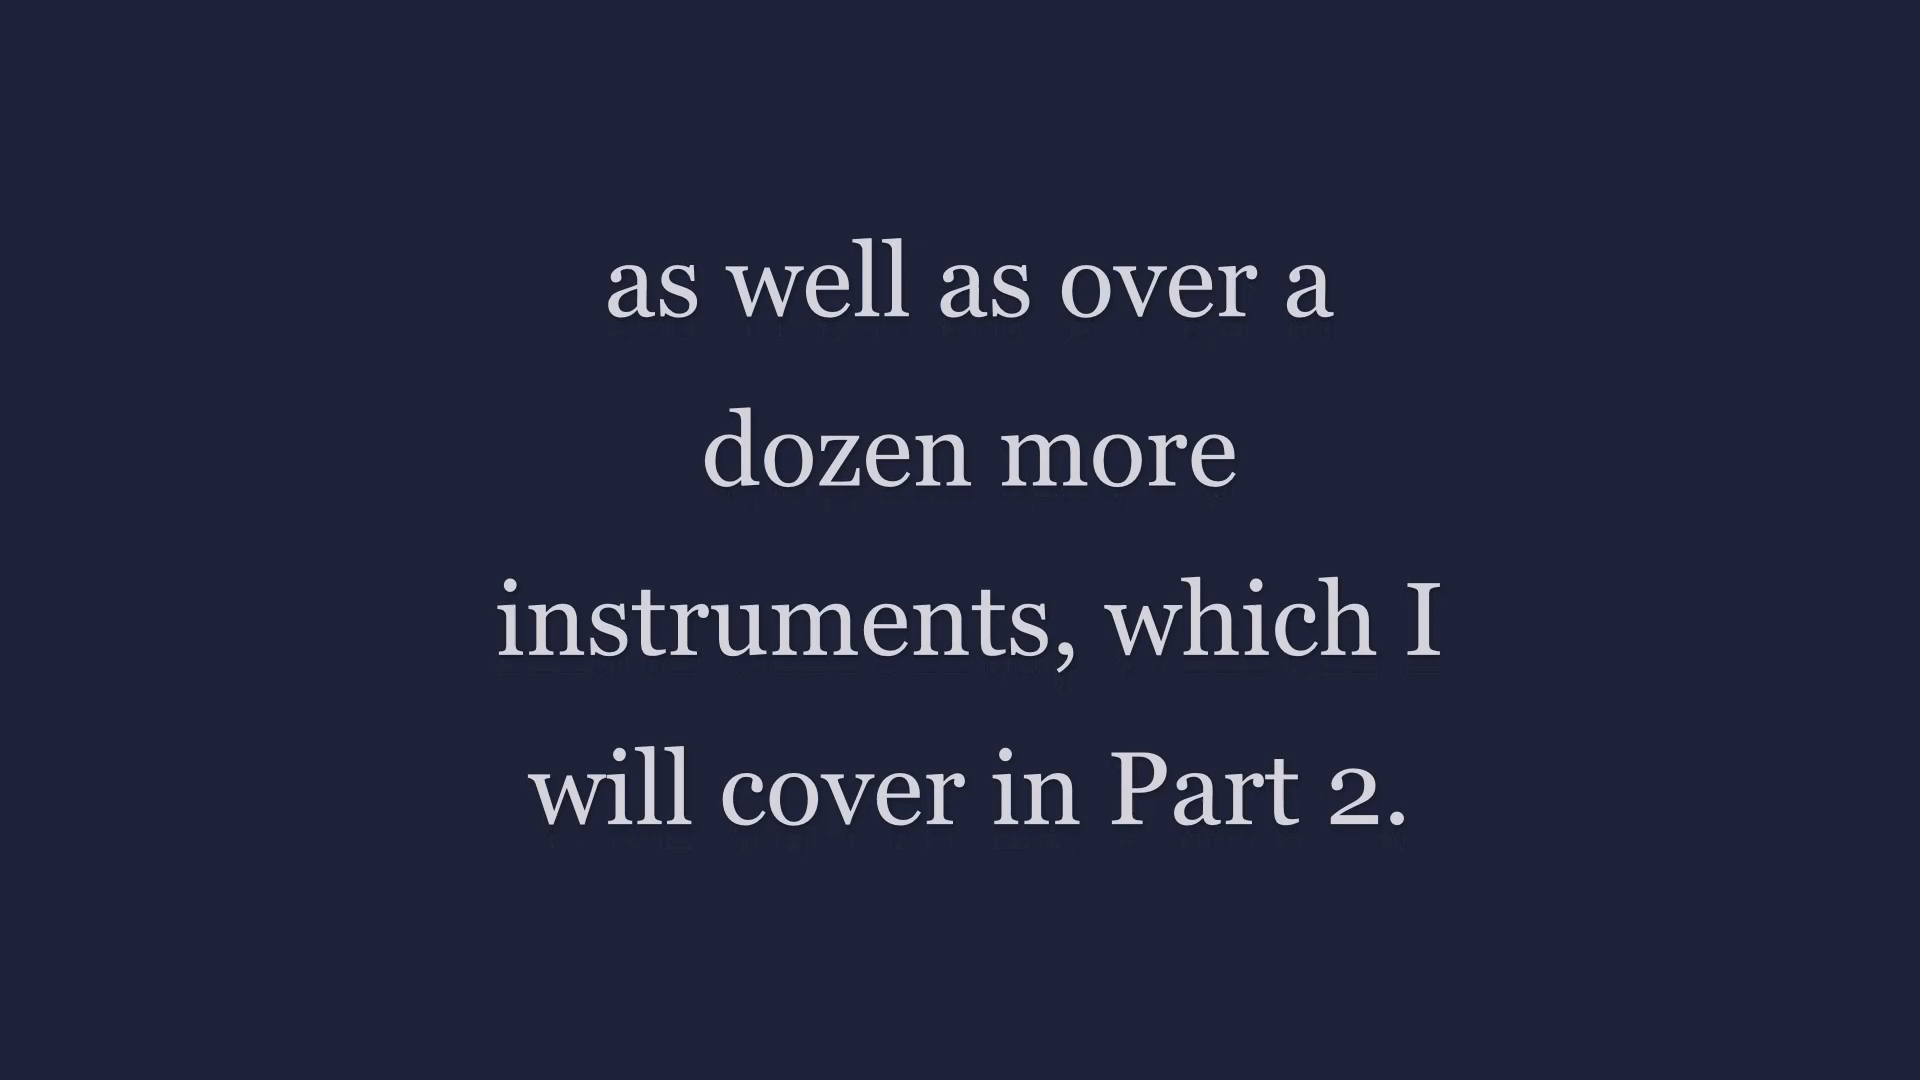 as well as over a
dozen more
instruments, which I
will cover in Part 2.